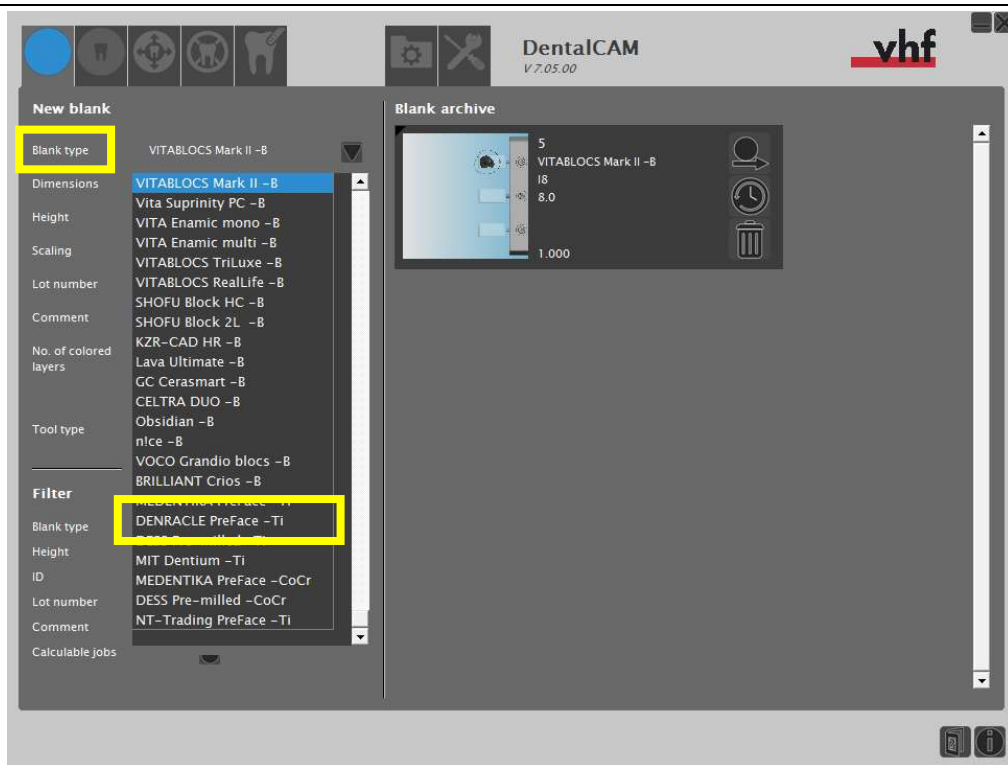 DentalCAM
V 7.05.00
vhf
New blank
Blank type
VITABLOCS Mark II –B
Dimensions
Height
Scaling
Lot number
Comment
No. of colored
layers
Tool type
VITABLOCS Mark II –B
Vita Suprinity PC –B
VITA Enamic mono –B
VITA Enamic multi –B
VITABLOCS TriLuxe –B
VITABLOCS RealLife –B
SHOFU Block HC –B
SHOFU Block 2L –B
KZR–CAD HR –B
Lava Ultimate –B
GC Cerasmart –B
CELTRA DUO –B
Obsidian –B
n!ce –B
VOCO Grandio blocs –B
BRILLIANT Crios –B
DENRACLE PreFace –Ti
MIT Dentium –Ti
MEDENTIKA PreFace –CoCr
DESS Pre–milled –CoCr
NT–Trading PreFace –Ti
Filter
Blank type
Height
ID
Lot number
Comment
Calculable jobs
Blank archive
5
VITABLOCS Mark II –B
I8
8.0
1.000